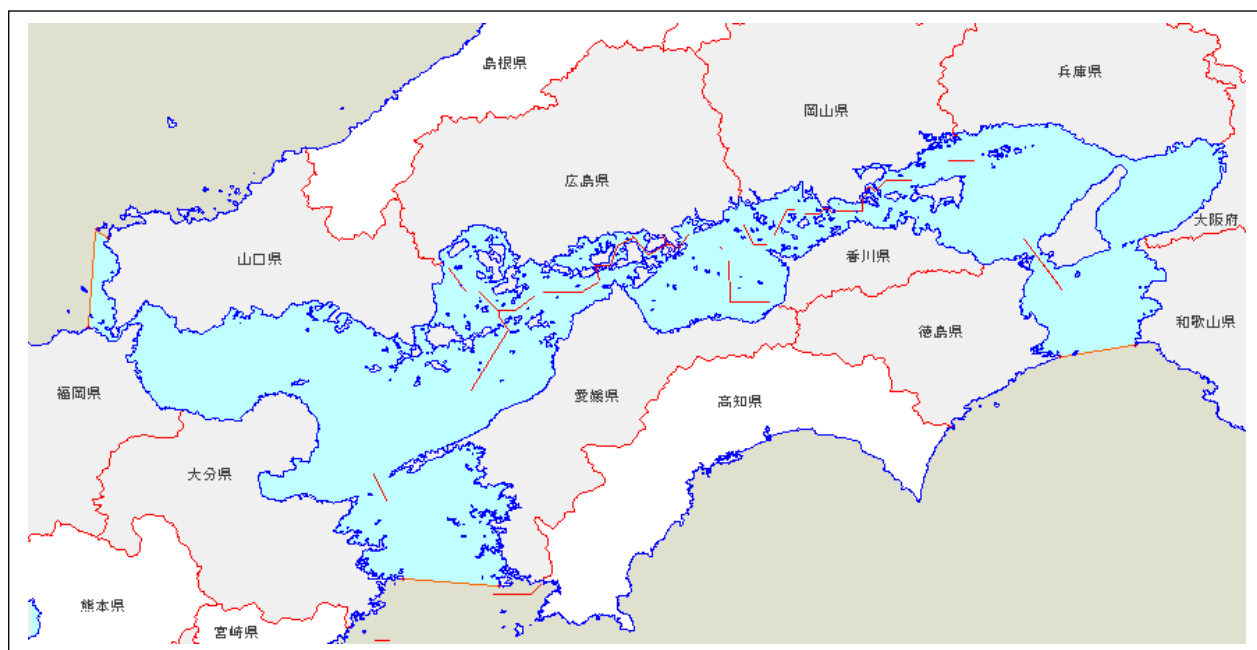 島根県
兵庫県
岡山県
広島県
大阪府
山口県
香川県
和歌山県
徳島県
福岡県
愛媛県
高知県
大分県
熊本県
宮崎県